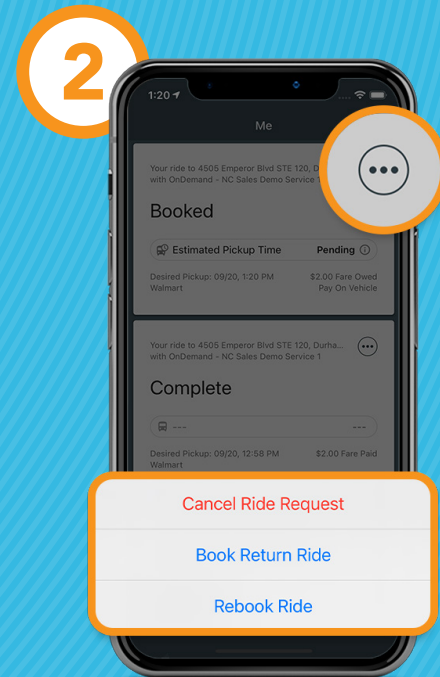 2
1:20
Me
Your ride to 4505 Emperor Blvd STE 120, D
with OnDemand - NC Sales Demo Service 1
Booked
Estimated Pickup Time Pending
Desired Pickup: 09/20, 1:20 PM $2.00 Fare Owed
Walmart Pay On Vehicle
Your ride to 4505 Emperor Blvd STE 120, Durha...
with OnDemand - NC Sales Demo Service 1
Complete
--- ---
Desired Pickup: 09/20, 12:58 PM $2.00 Fare Paid
Walmart
Cancel Ride Request
Book Return Ride
Rebook Ride